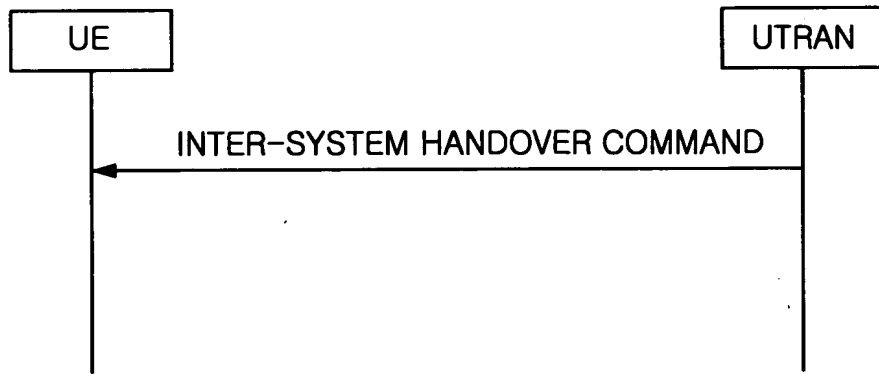 UE
UTRAN
INTER-SYSTEM HANDOVER COMMAND